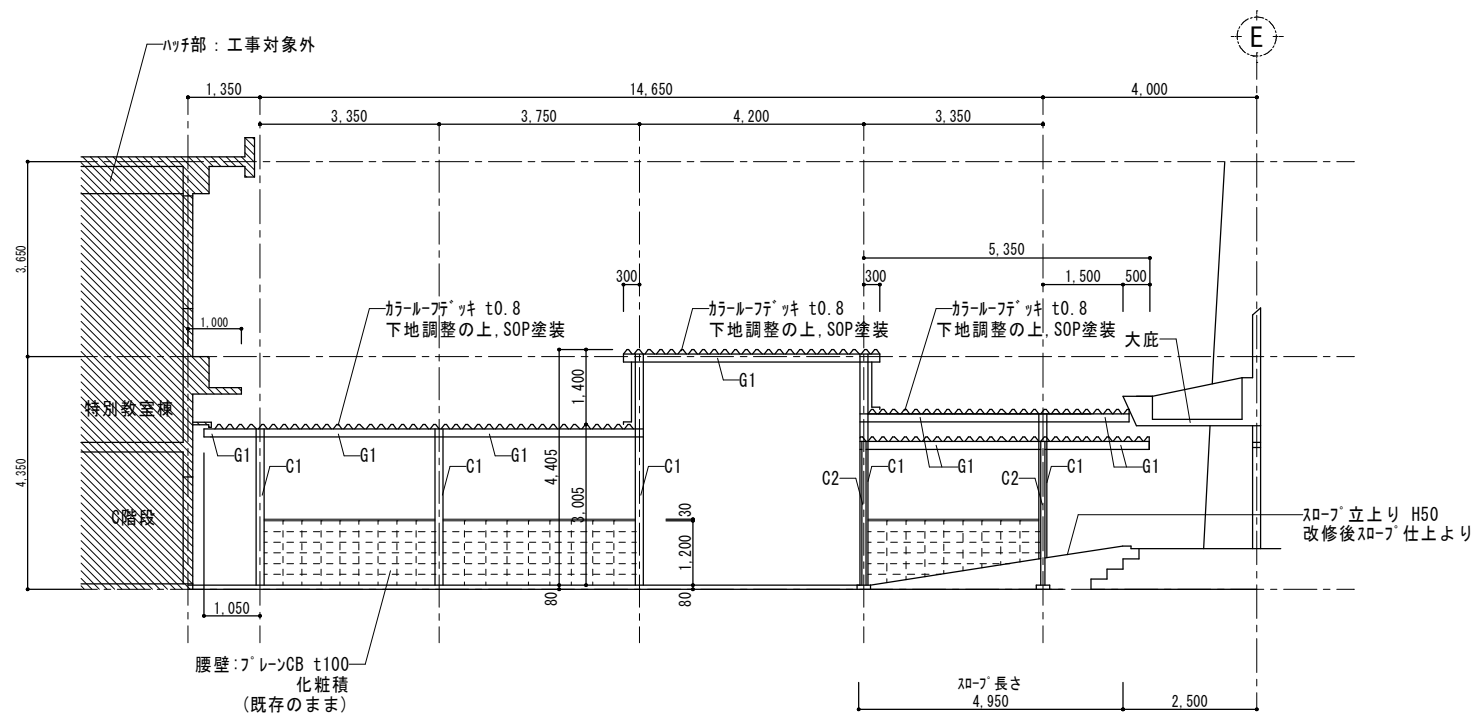 E
ハッチ部：工事対象外
1,350
14,650
4,000
3,350
3,750
4,200
3,350
3,650
5,350
300
300
1,500
500
カラールーフデッキ t0.8
下地調整の上,SOP塗装
カラールーフデッキ t0.8
下地調整の上,SOP塗装
カラールーフデッキ t0.8
下地調整の上,SOP塗装
1,000
大庇
G1
1,400
特別教室棟
G1
G1
G1
G1
G1
4,350
C1
C1
4,405
3,005
C1
C2
C1
C2
C1
C階段
30
1,200
スロープ立上り H50
改修後スロープ仕上より
80
80
1,050
腰壁:プレーンCB t100
化粧積
(既存のまま)
スロープ長さ
4,950
2,500